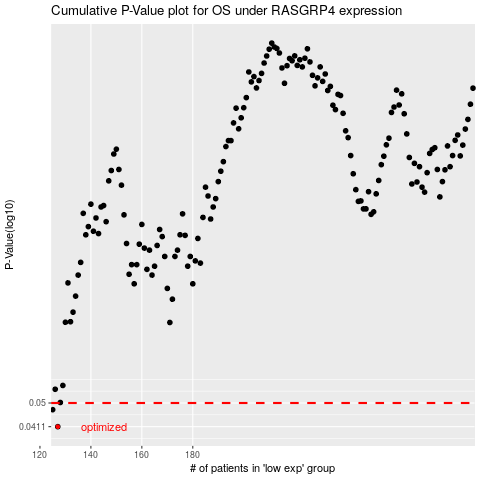 Cumulative P-Value plot for OS under RASGRP4 expression
P-Value(log10)
0.05
0.0411
optimized
120 140 160 180
# of patients in 'low exp' group